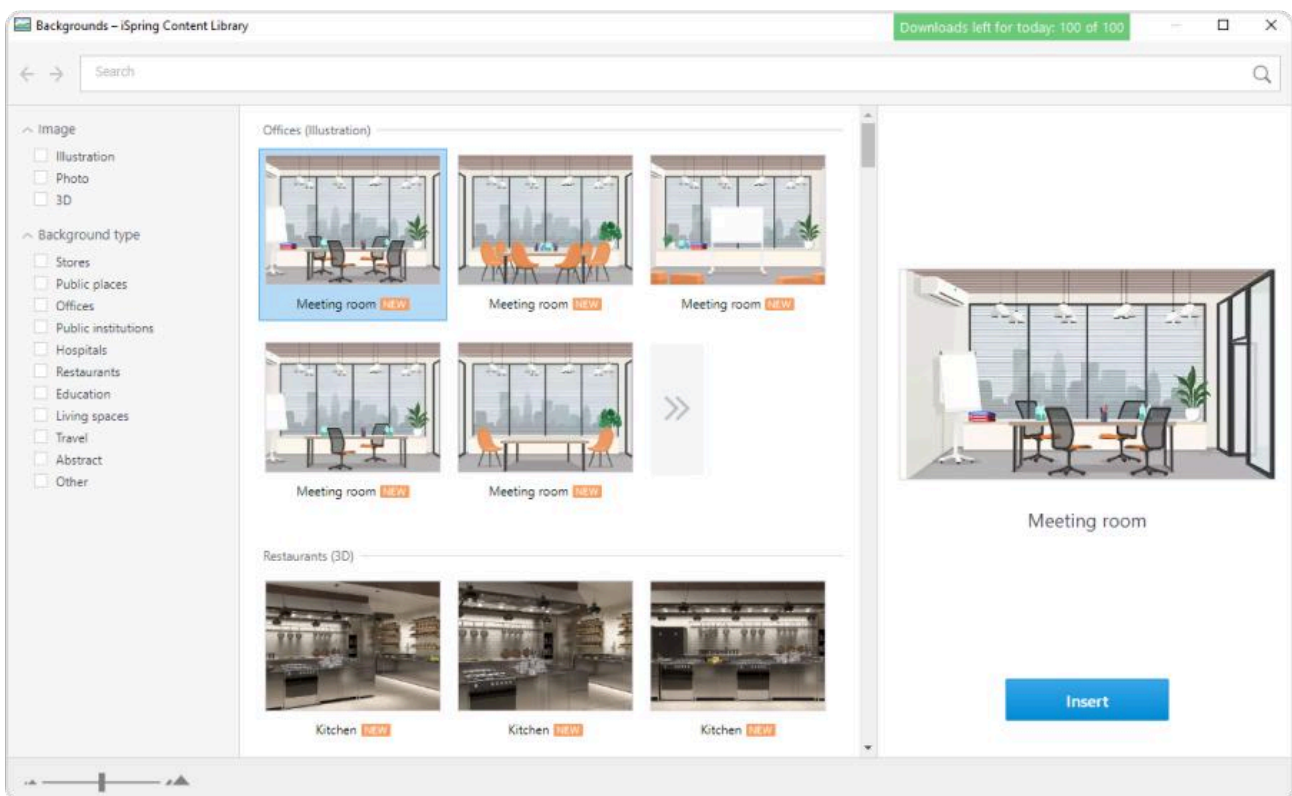 Backgrounds – iSpring Content Library
Downloads left for today: 100 of 100
Search
Image
Illustration
Photo
3D
Background type
Stores
Public places
Offices
Public institutions
Hospitals
Restaurants
Education
Living spaces
Travel
Abstract
Other
Offices (Illustration)
Meeting room NEW
Meeting room NEW
Meeting room NEW
Meeting room NEW
Meeting room NEW
Restaurants (3D)
Kitchen NEW
Kitchen NEW
Kitchen NEW
Meeting room
Insert